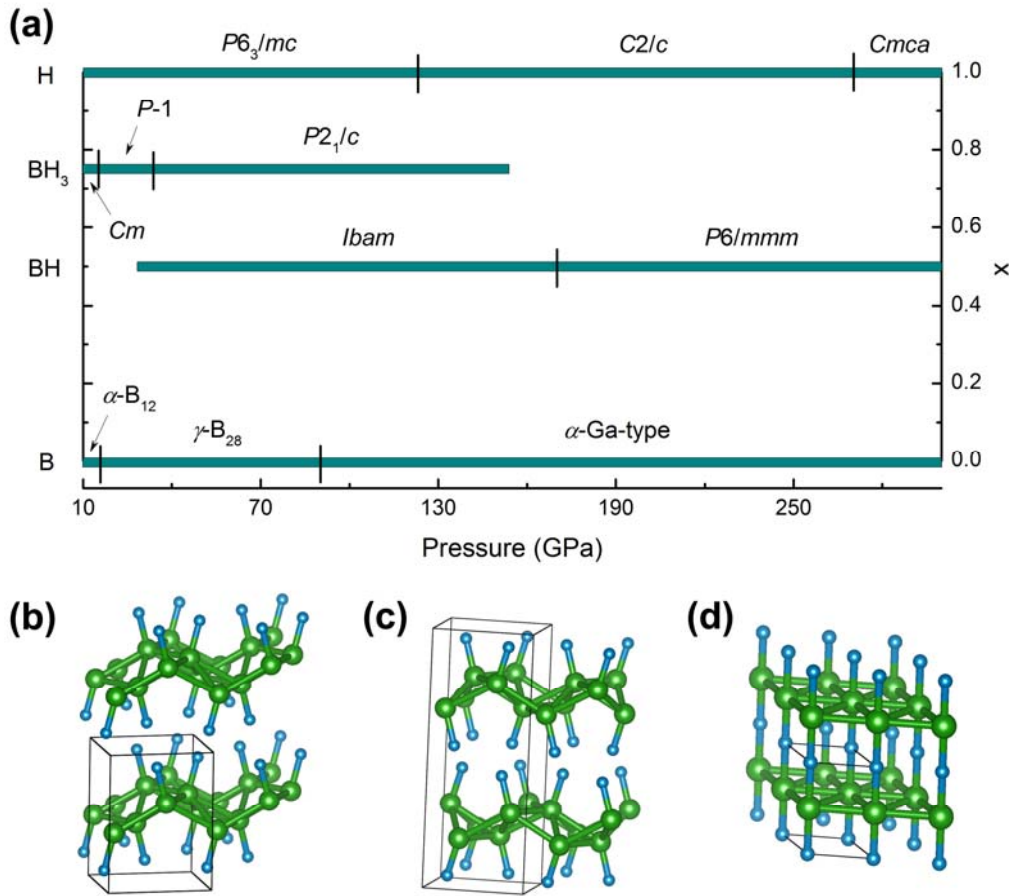 (a)
P6₃/mc C2/c Cmca
H 1.0
P-1
P2₁/c 0.8
BH₃
Cm Ibam P6/mmm 0.6
BH x
0.4
α-B₁₂ 0.2
γ-B₂₈ α-Ga-type
B 0.0
10 70 130 190 250
Pressure (GPa)
(b) (c) (d)